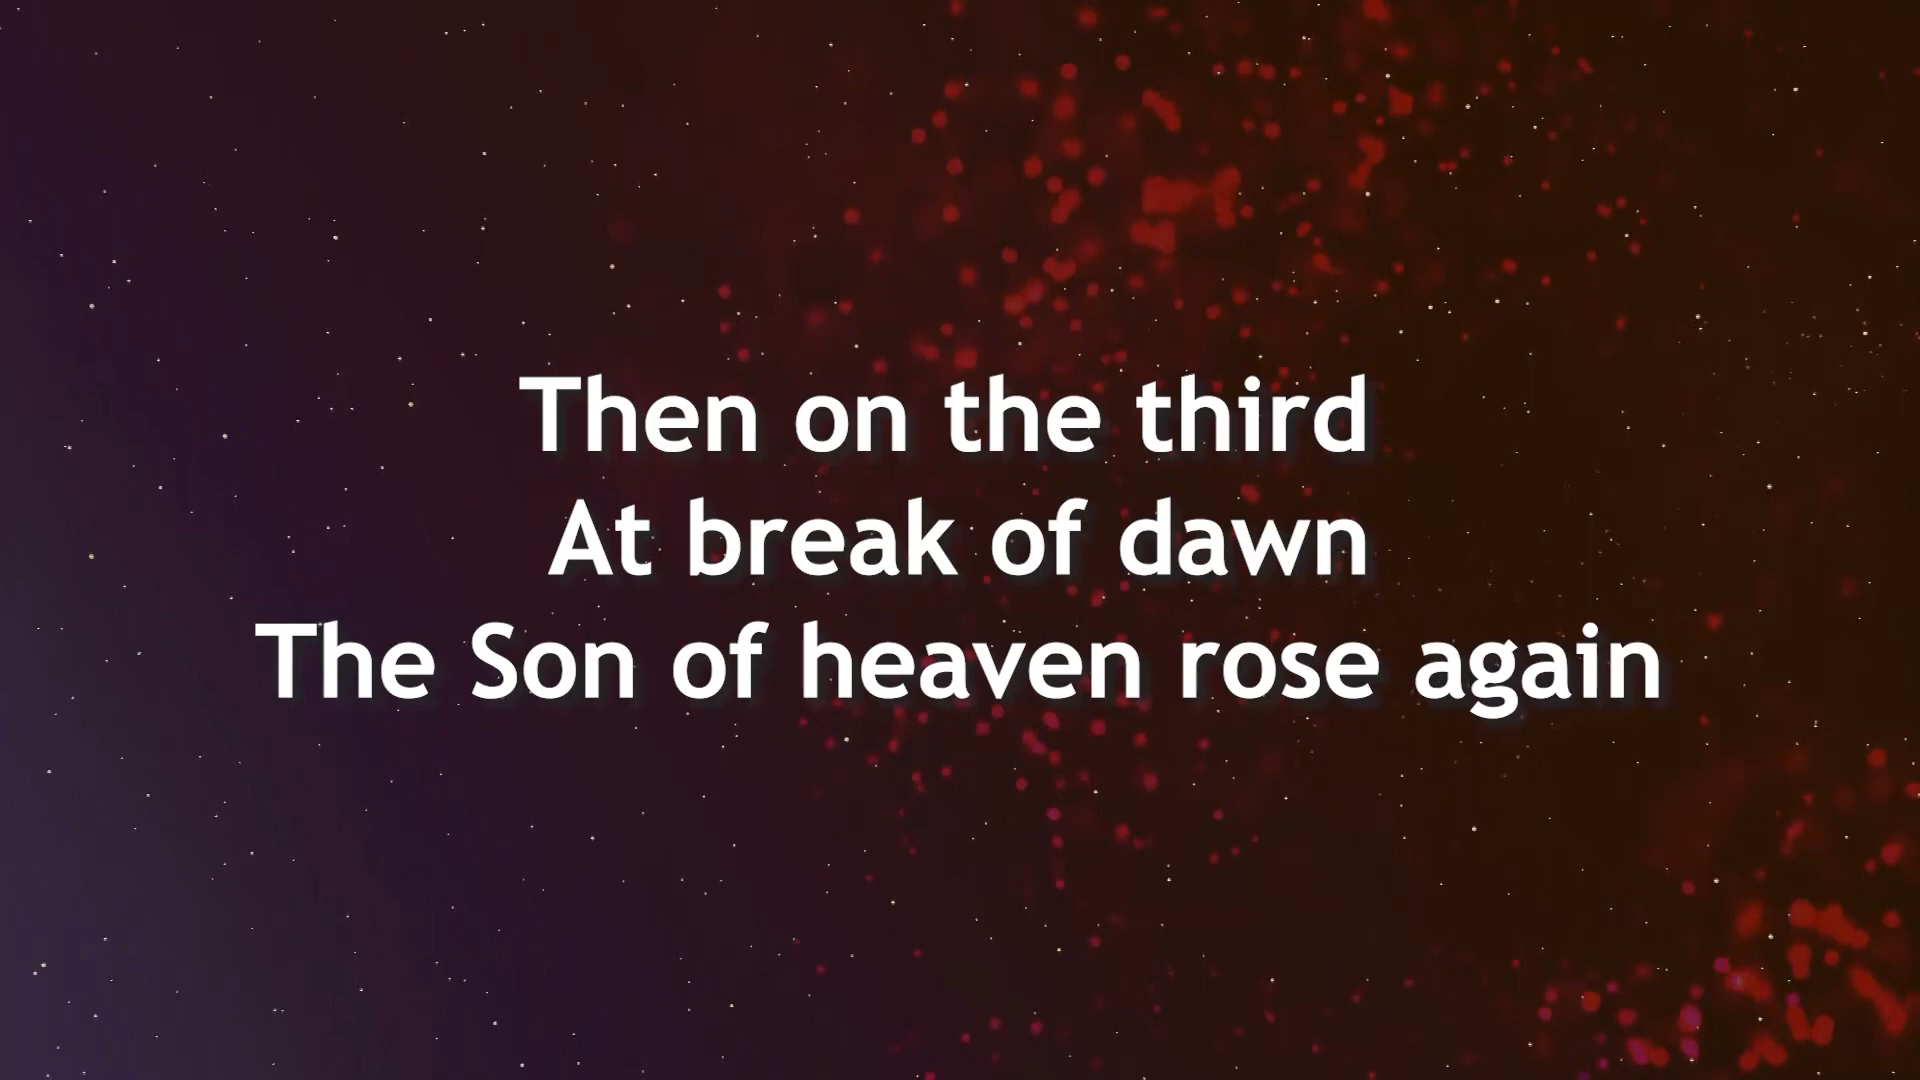 Then on the third
At break of dawn
The Son of heaven rose again